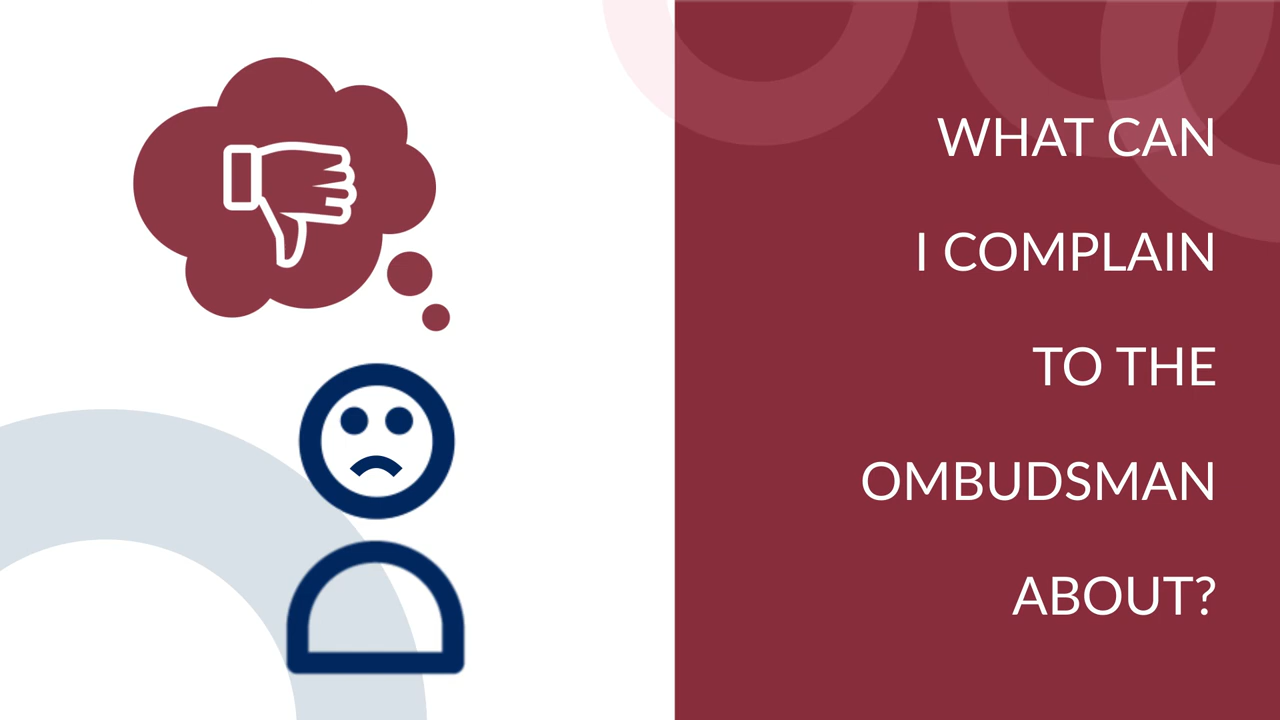 WHAT CAN
I COMPLAIN
TO THE
OMBUDSMAN
ABOUT?